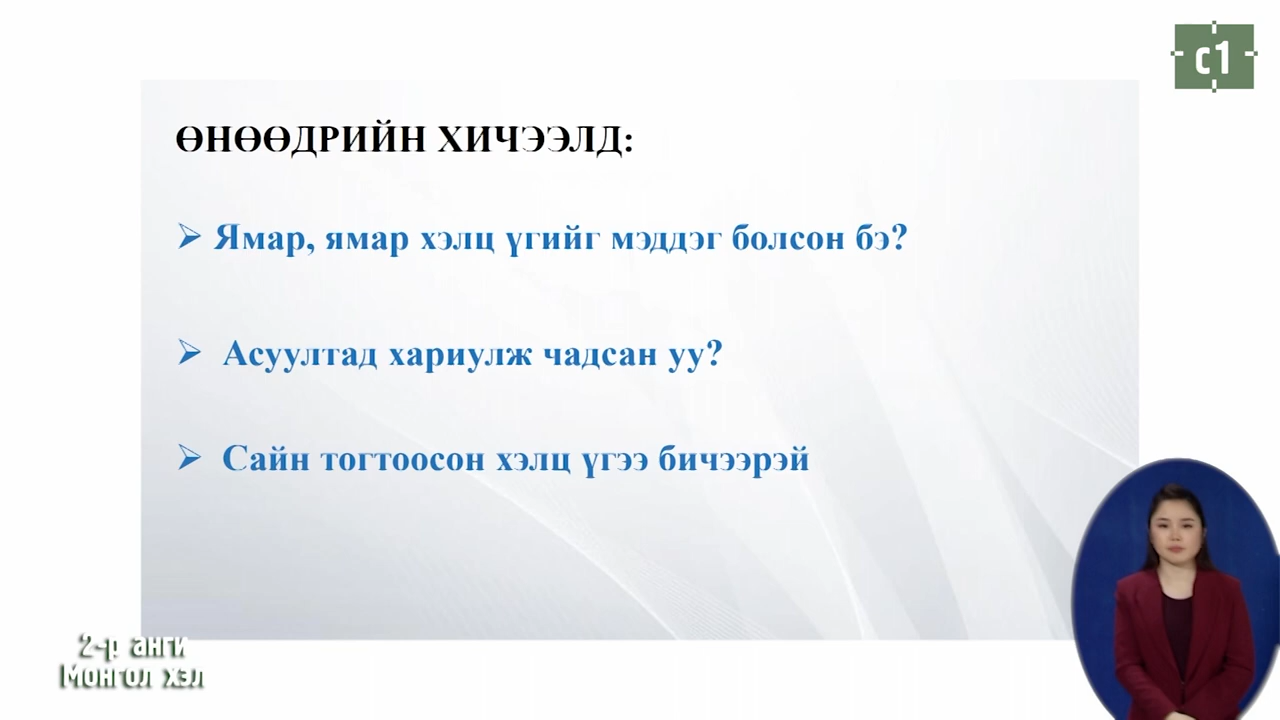 c1
ӨНӨӨДРИЙН ХИЧЭЭЛД:
Ямар, ямар хэлц үгийг мэддэг болсон бэ?
Асуултад хариулж чадсан уу?
Сайн тогтоосон хэлц үгээ бичээрэй
2-р анги
Монгол хэл